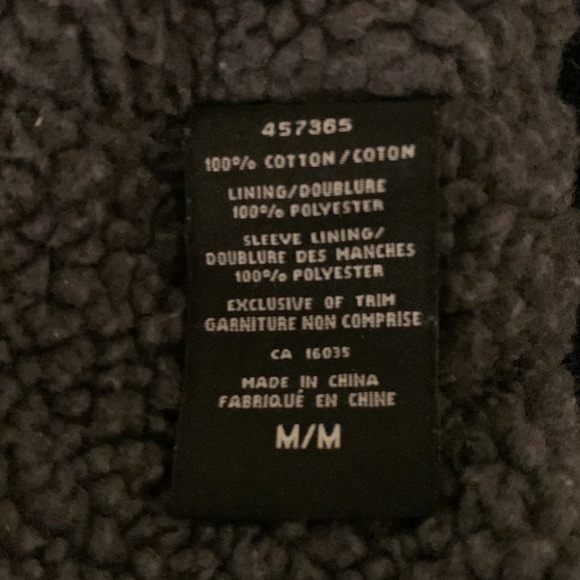 457365
100% COTTON/COTON
LINING/DOUBLURE
100% POLYESTER
SLEEVE LINING/
DOUBLURE DES MANCHES
100% POLYESTER
EXCLUSIVE OF TRIM
GARNITURE NON COMPRISE
CA 16035
MADE IN CHINA
FABRIQUÉ EN CHINE
M/M